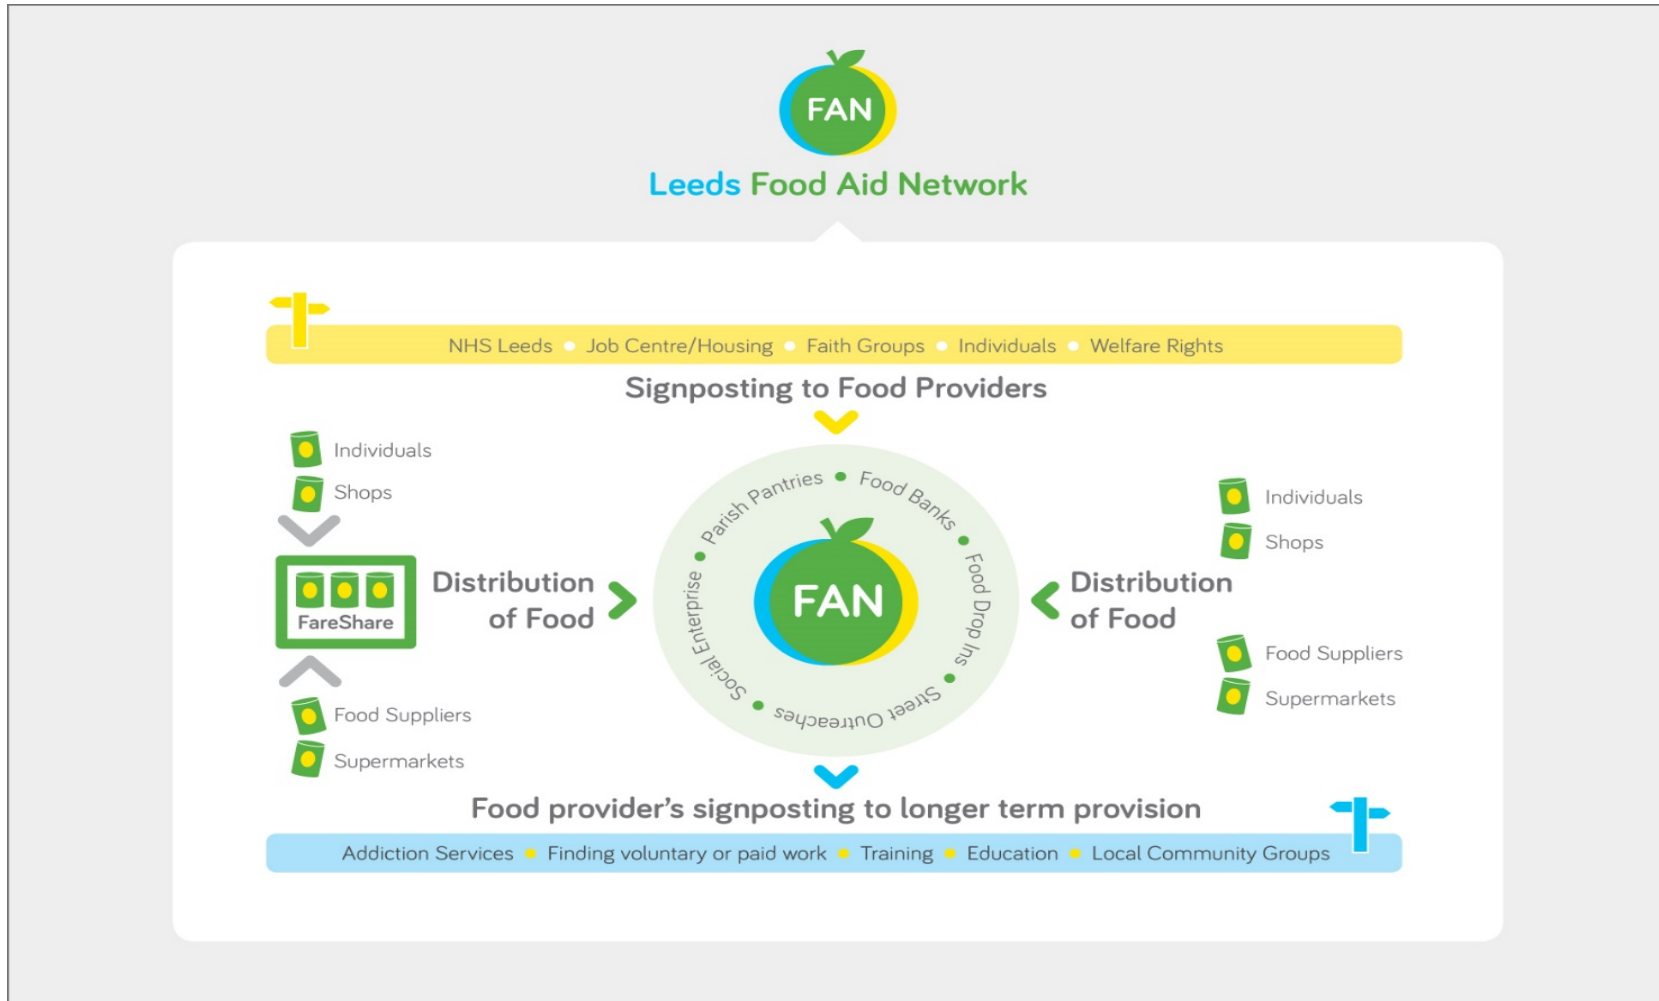 FAN
Leeds Food Aid Network
NHS Leeds • Job Centre/Housing • Faith Groups • Individuals • Welfare Rights
Signposting to Food Providers
Individuals
Shops
FareShare
Food Suppliers
Supermarkets
Distribution
of Food
Parish Pantries • Food Banks • Food Drop Ins • Street Outreaches • Social Enterprise •
FAN
Distribution
of Food
Individuals
Shops
Food Suppliers
Supermarkets
Food provider's signposting to longer term provision
Addiction Services • Finding voluntary or paid work • Training • Education • Local Community Groups